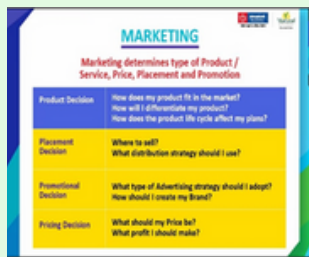 MARKETING
Marketing determines type of Product /
Service, Price, Placement and Promotion
Product Decision
How does my product fit in the market?
How will I differentiate my product?
How does the product life cycle affect my plans?
Placement
Decision
Where to sell?
What distribution strategy should I use?
Promotional
Decision
What type of Advertising strategy should I adopt?
How should I create my Brand?
Pricing Decision
What should my Price be?
What profit I should make?